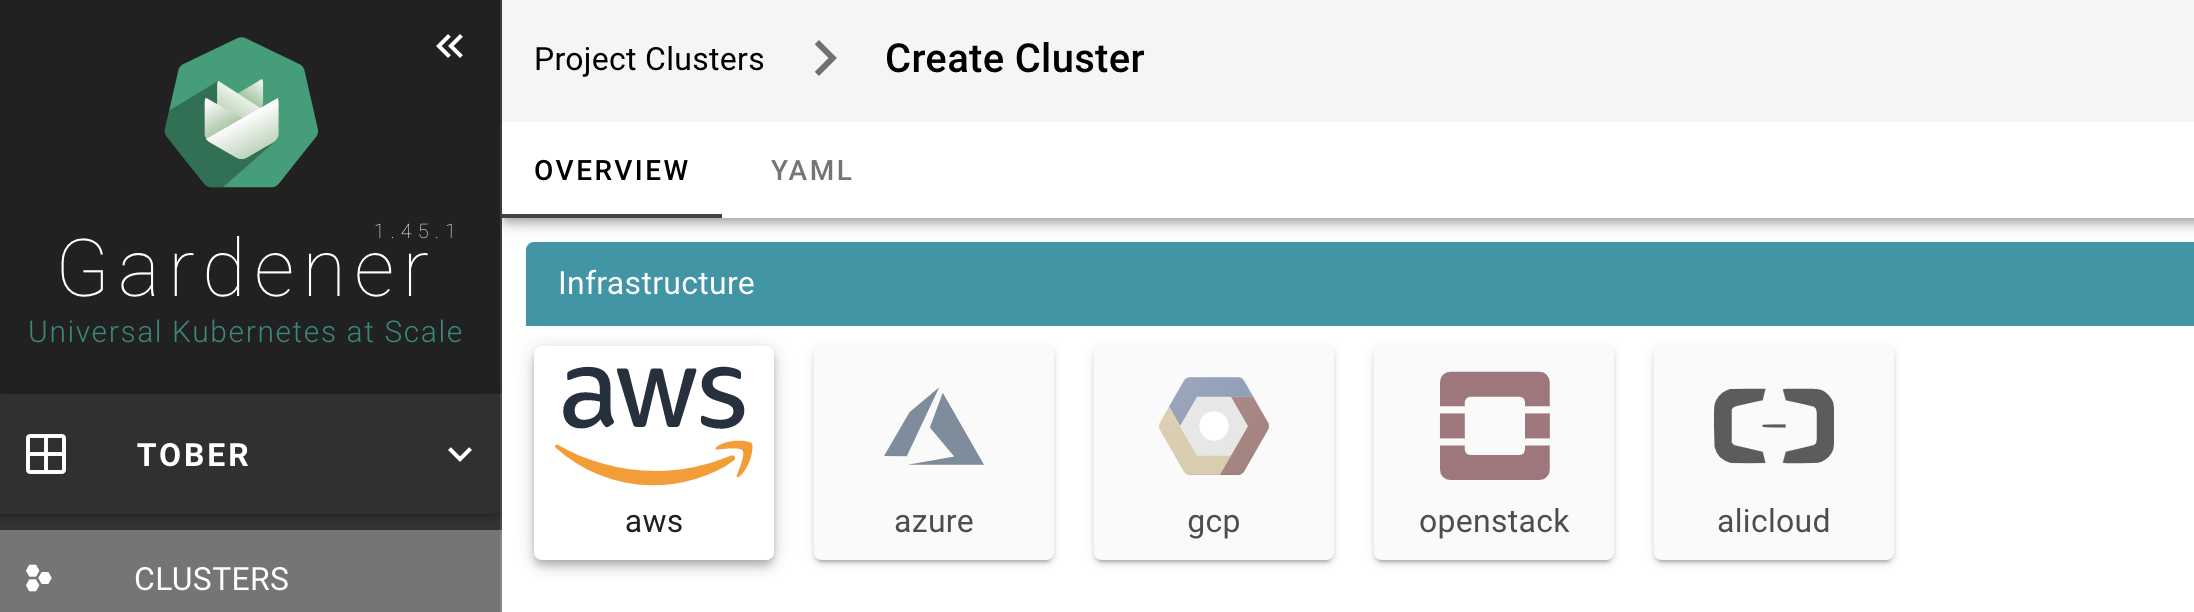 1.45.1
Gardener
Universal Kubernetes at Scale
TOBER
CLUSTERS
Project Clusters
Create Cluster
OVERVIEW
YAML
Infrastructure
aws
aws
azure
gcp
openstack
alicloud